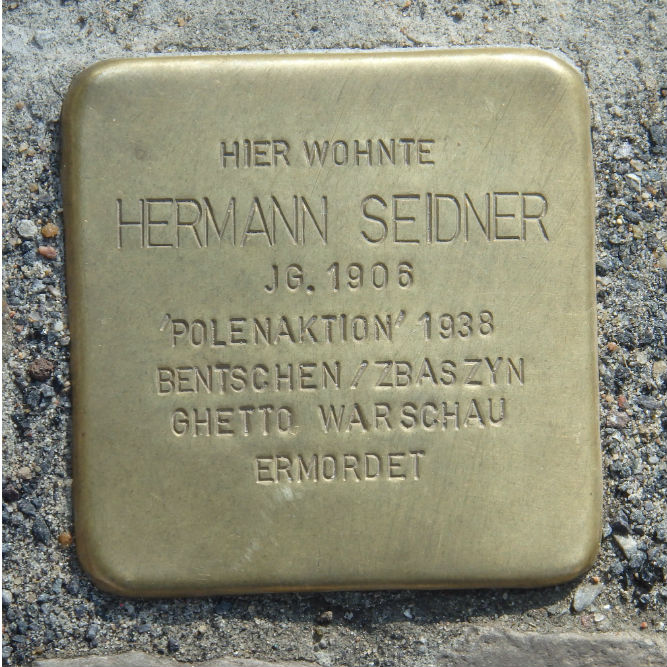 HIER WOHNTE
HERMANN SEIDNER
JG. 1906
'POLENAKTION' 1938
BENTSCHEN / ZBASZYN
GHETTO WARSCHAU
ERMORDET